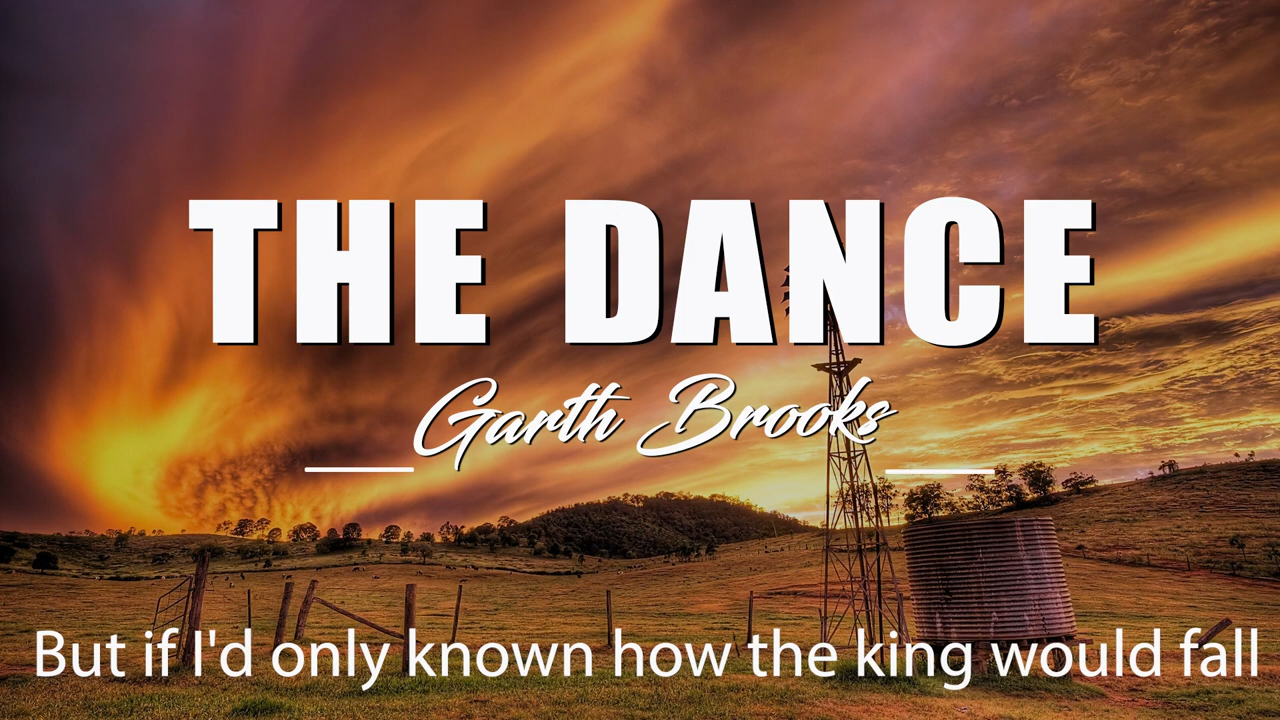 THE DANCE
Garth Brooks
But if I'd only known how the king would fall